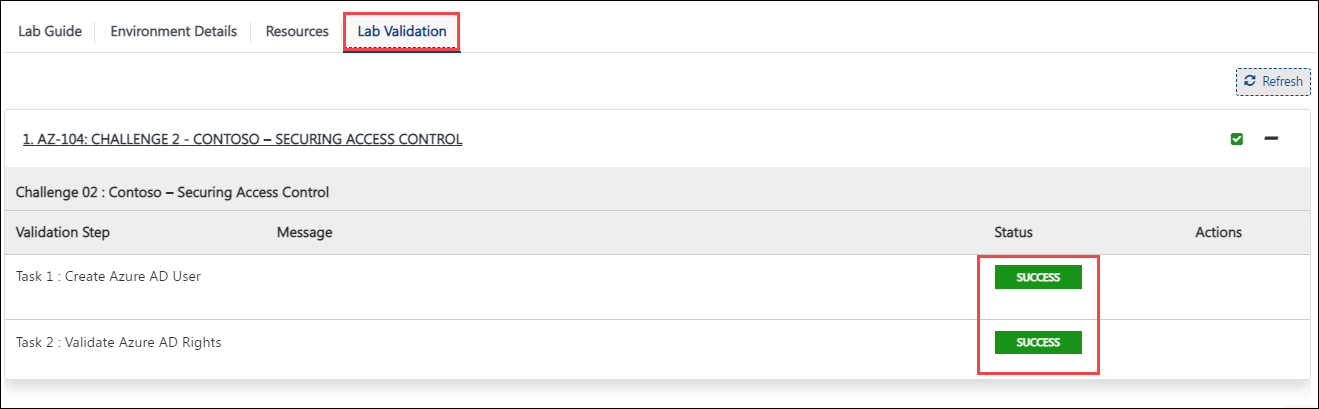 Lab Guide Environment Details Resources Lab Validation
Refresh
1. AZ-104: CHALLENGE 2 - CONTOSO – SECURING ACCESS CONTROL
Challenge 02 : Contoso – Securing Access Control
Validation Step Message Status Actions
Task 1 : Create Azure AD User SUCCESS
Task 2 : Validate Azure AD Rights SUCCESS